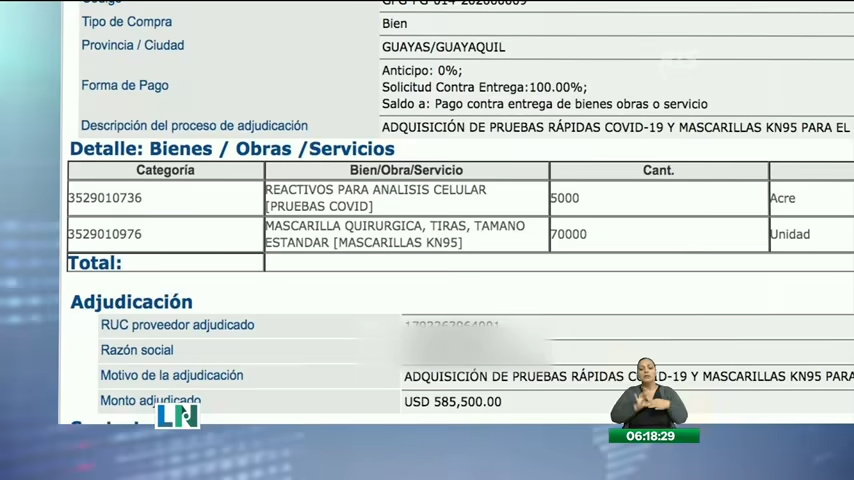 Tipo de Compra
Bien
Provincia / Ciudad
GUAYAS/GUAYAQUIL
Forma de Pago
Anticipo: 0%;
Solicitud Contra Entrega:100.00%;
Saldo a: Pago contra entrega de bienes obras o servicio
Descripción del proceso de adjudicación
ADQUISICIÓN DE PRUEBAS RÁPIDAS COVID-19 Y MASCARILLAS KN95 PARA EL
Detalle: Bienes / Obras /Servicios
Categoría Bien/Obra/Servicio Cant.
3529010736
REACTIVOS PARA ANALISIS CELULAR
[PRUEBAS COVID]
5000
Acre
3529010976
MASCARILLA QUIRURGICA, TIRAS, TAMANO
ESTANDAR [MASCARILLAS KN95]
70000
Unidad
Total:
Adjudicación
RUC proveedor adjudicado
Razón social
Motivo de la adjudicación
ADQUISICIÓN DE PRUEBAS RÁPIDAS COVID-19 Y MASCARILLAS KN95 PARA
Monto adjudicado
USD 585,500.00
LN
06:18:29